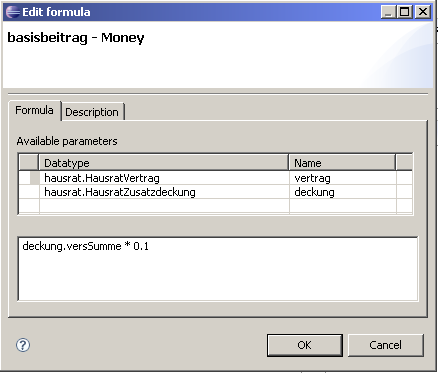 Edit formula
basisbeitrag - Money
Formula Description
Available parameters
Datatype Name
hausrat.HausratVertrag vertrag
hausrat.HausratZusatzdeckung deckung
deckung.versSumme * 0.1
? OK Cancel